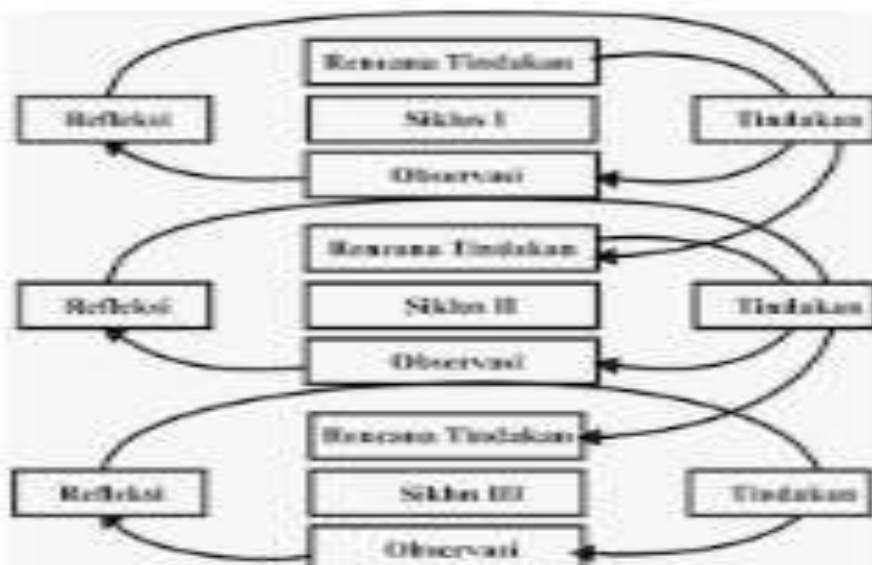 Rencana Tindakan
Refleksi
Siklus I
Tindakan
Observasi
Rencana Tindakan
Refleksi
Siklus II
Tindakan
Observasi
Rencana Tindakan
Refleksi
Siklus III
Tindakan
Observasi